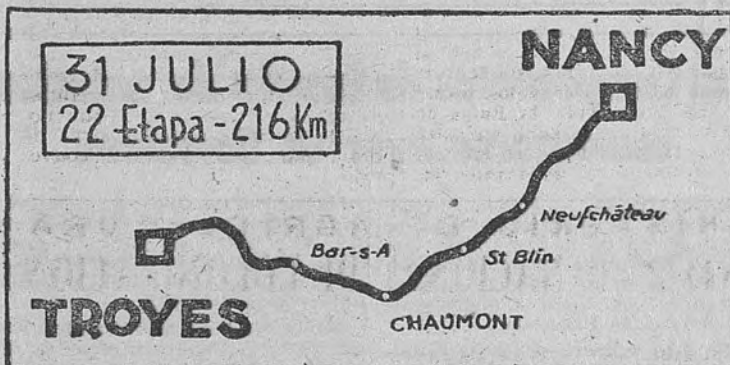 31 JULIO
22 Etapa - 216 Km
NANCY
Neufchâteau
St Blin
Bar-s-A
CHAUMONT
TROYES